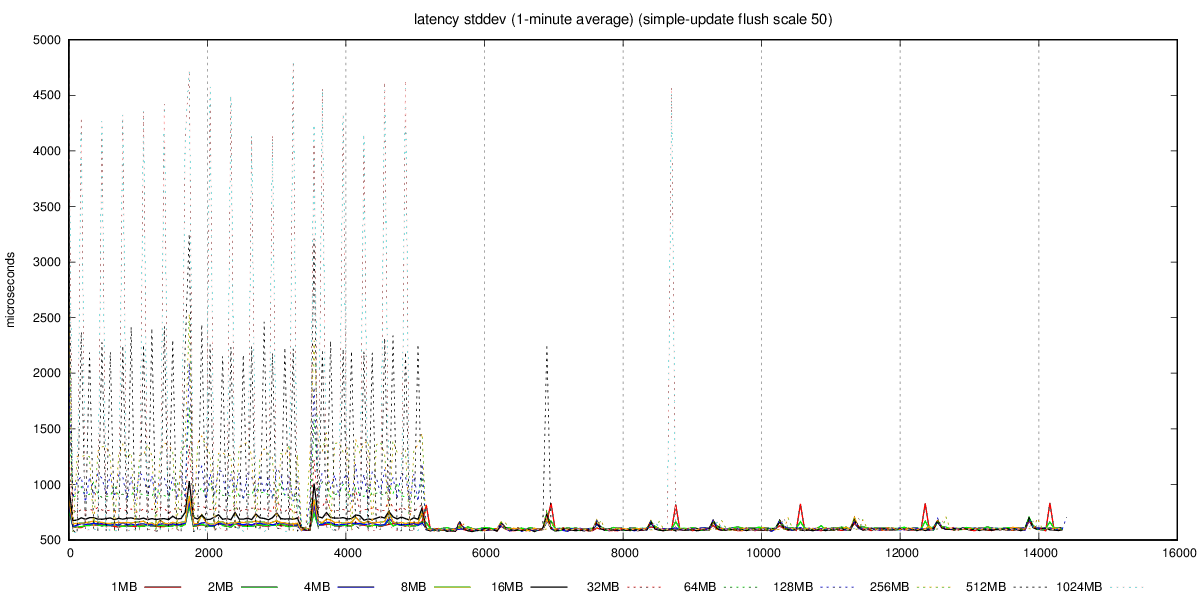 latency stddev (1-minute average) (simple-update flush scale 50)
5000
4500
4000
3500
3000
2500
2000
1500
1000
500
microseconds
0 2000 4000 6000 8000 10000 12000 14000 16000
1MB 2MB 4MB 8MB 16MB 32MB 64MB 128MB 256MB 512MB 1024MB